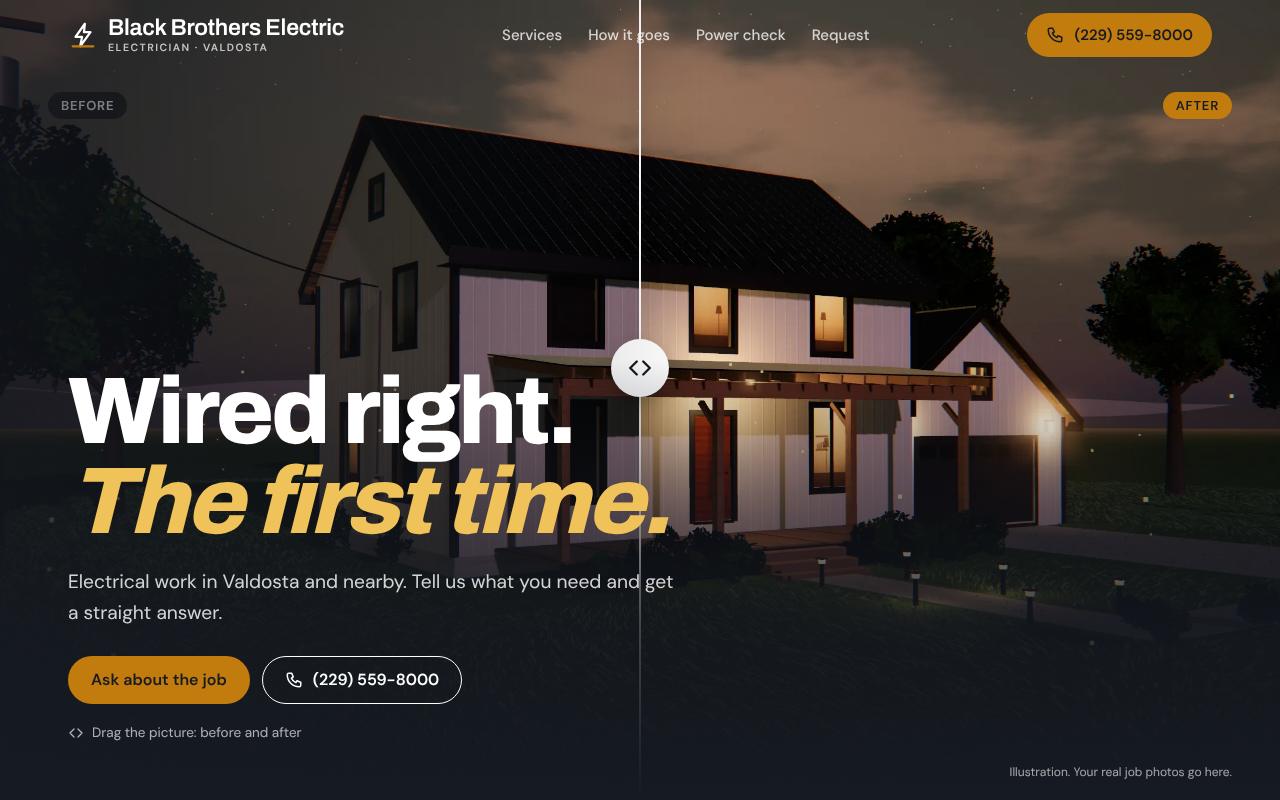 Black Brothers Electric
ELECTRICIAN · VALDOSTA
Services
How it goes
Power check
Request
(229) 559-8000
BEFORE
AFTER
Wired right.
The first time.
Electrical work in Valdosta and nearby. Tell us what you need and get
a straight answer.
Ask about the job
(229) 559-8000
Drag the picture: before and after
Illustration. Your real job photos go here.